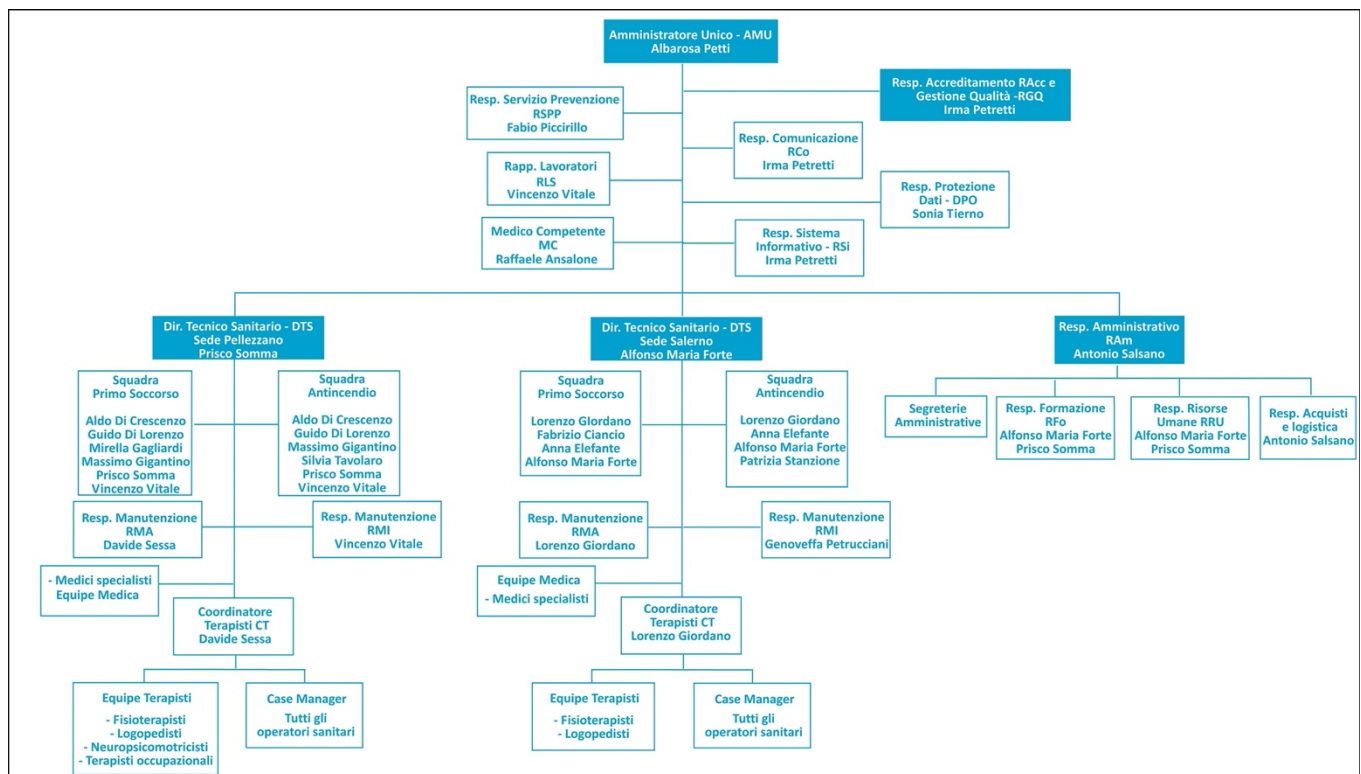 Amministratore Unico - AMU
Albarosa Petti
Resp. Accreditamento RAcc e
Gestione Qualità -RGQ
Irma Petretti
Resp. Servizio Prevenzione
RSPP
Fabio Piccirillo
Resp. Comunicazione
RCo
Irma Petretti
Rapp. Lavoratori
RLS
Vincenzo Vitale
Resp. Protezione
Dati - DPO
Sonia Tierno
Medico Competente
MC
Raffaele Ansalone
Resp. Sistema
Informativo - RSi
Irma Petretti
Dir. Tecnico Sanitario - DTS
Sede Pellezzano
Prisco Somma
Dir. Tecnico Sanitario - DTS
Sede Salerno
Alfonso Maria Forte
Resp. Amministrativo
RAm
Antonio Salsano
Squadra
Primo Soccorso
Aldo Di Crescenzo
Guido Di Lorenzo
Mirella Gagliardi
Massimo Gigantino
Prisco Somma
Vincenzo Vitale
Squadra
Antincendio
Aldo Di Crescenzo
Guido Di Lorenzo
Massimo Gigantino
Silvia Tavolaro
Prisco Somma
Vincenzo Vitale
Squadra
Primo Soccorso
Lorenzo GIordano
Fabrizio Ciancio
Anna Elefante
Alfonso Maria Forte
Squadra
Antincendio
Lorenzo Giordano
Anna Elefante
Alfonso Maria Forte
Patrizia Stanzione
Segreterie
Amministrative
Resp. Formazione
RFo
Alfonso Maria Forte
Prisco Somma
Resp. Risorse
Umane RRU
Alfonso Maria Forte
Prisco Somma
Resp. Acquisti
e logistica
Antonio Salsano
Resp. Manutenzione
RMA
Davide Sessa
Resp. Manutenzione
RMI
Vincenzo Vitale
Resp. Manutenzione
RMA
Lorenzo Giordano
Resp. Manutenzione
RMI
Genoveffa Petrucciani
- Medici specialisti
Equipe Medica
Equipe Medica
- Medici specialisti
Coordinatore
Terapisti CT
Davide Sessa
Coordinatore
Terapisti CT
Lorenzo Giordano
Equipe Terapisti
- Fisioterapisti
- Logopedisti
- Neuropsicomotricisti
- Terapisti occupazionali
Case Manager
Tutti gli
operatori sanitari
Equipe Terapisti
- Fisioterapisti
- Logopedisti
Case Manager
Tutti gli
operatori sanitari